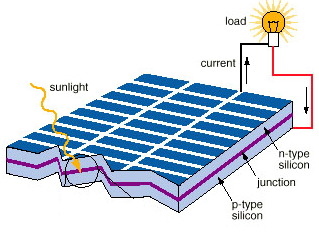 load
current
sunlight
n-type
silicon
junction
p-type
silicon